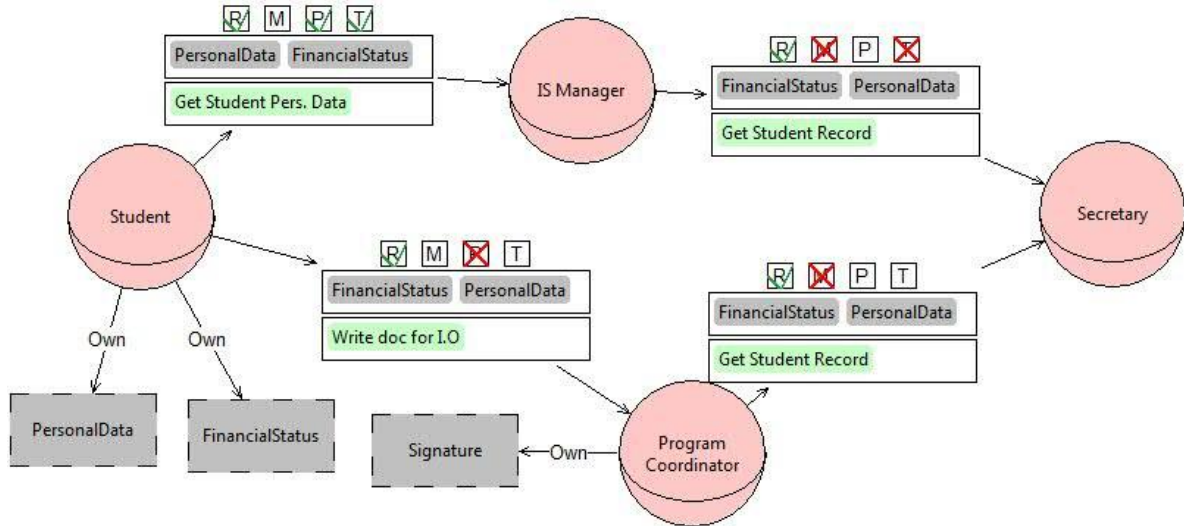 R M P T
PersonalData FinancialStatus
Get Student Pers. Data
IS Manager
R M P T
FinancialStatus PersonalData
Get Student Record
Student
Secretary
R M P T
FinancialStatus PersonalData
Write doc for I.O
R M P T
FinancialStatus PersonalData
Get Student Record
Own
Own
PersonalData
FinancialStatus
Signature
Own
Program
Coordinator